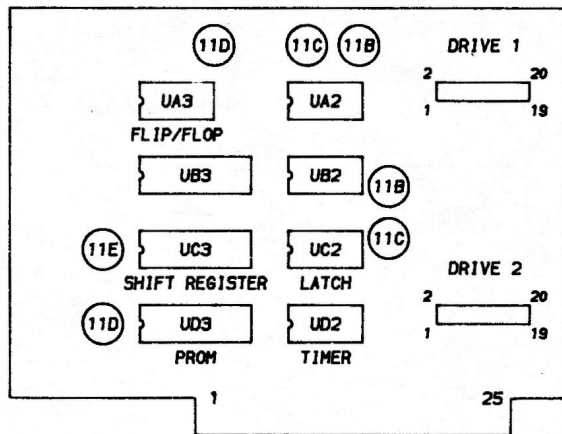 11D 11C 11B DRIVE 1
2 20
UA3 UA2
1 19
FLIP/FLOP
UB3 UB2
11B
11E UC3 UC2 11C
SHIFT REGISTER LATCH DRIVE 2
2 20
11D UD3 UD2
1 19
PROM TIMER
1 25